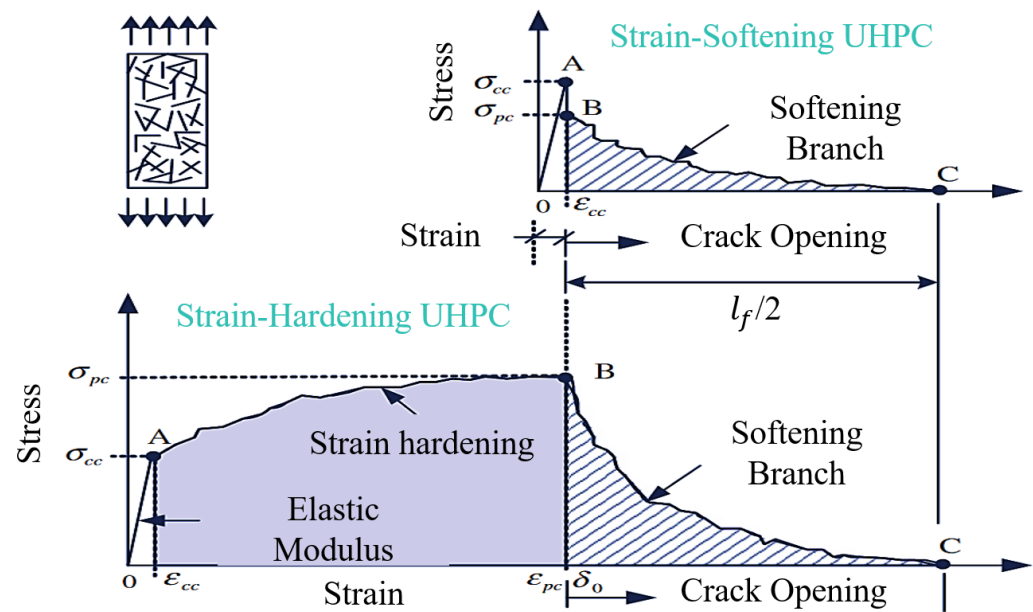 Strain-Softening UHPC
Stress
A
σcc
σpc
B
Softening
Branch
C
0
εcc
Strain
Crack Opening
lf/2
Strain-Hardening UHPC
Stress
σpc
B
A
σcc
Strain hardening
Softening
Branch
Elastic
Modulus
C
0
εcc
εpc
δ0
Strain
Crack Opening